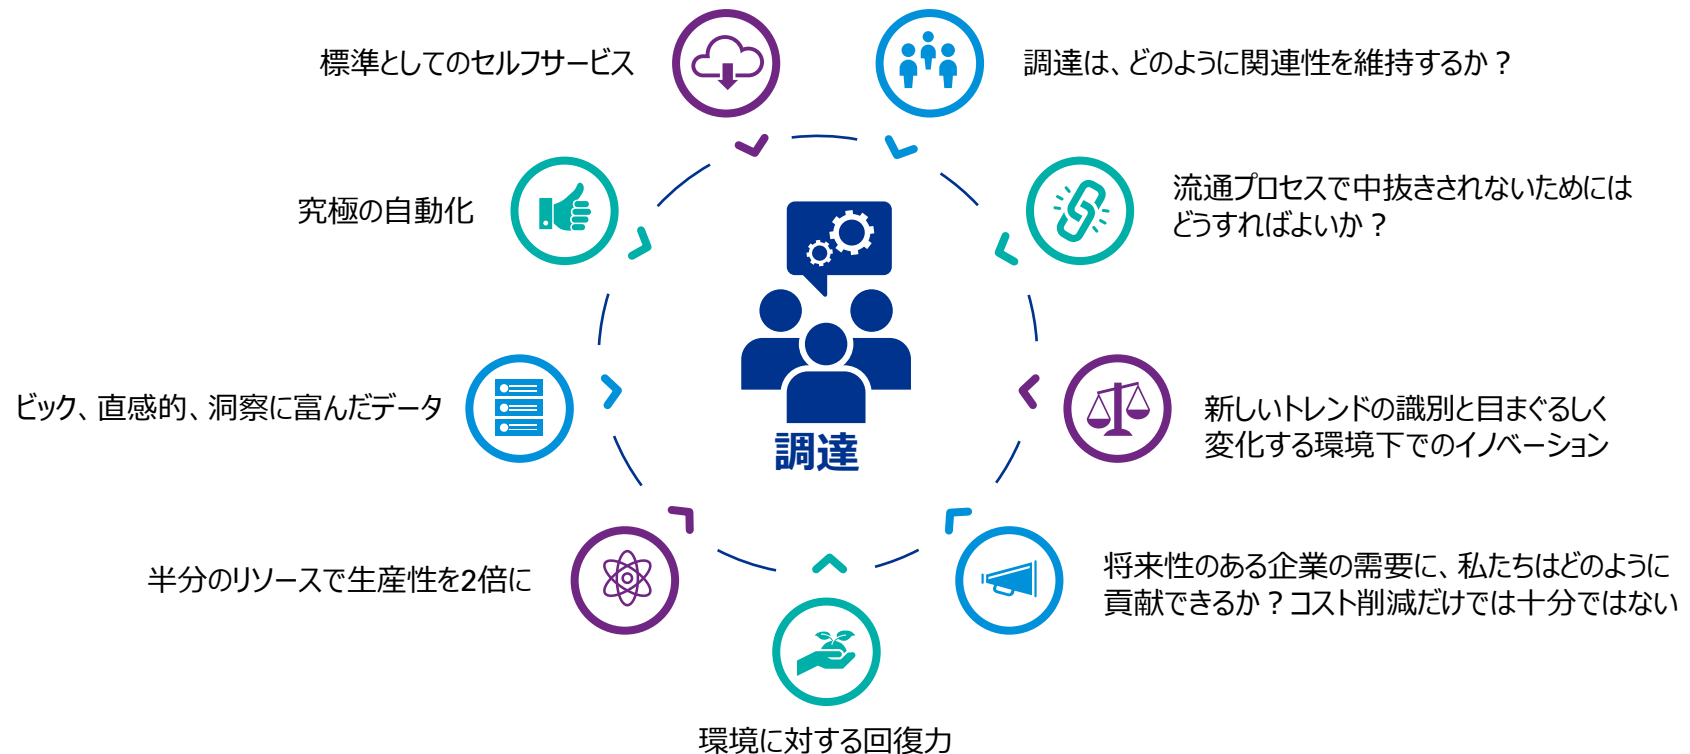 標準としてのセルフサービス
調達は、どのように関連性を維持するか？
究極の自動化
流通プロセスで中抜きされないためには
どうすればよいか？
ビック、直感的、洞察に富んだデータ
調達
新しいトレンドの識別と目まぐるしく
変化する環境下でのイノベーション
半分のリソースで生産性を2倍に
将来性のある企業の需要に、私たちはどのように
貢献できるか？コスト削減だけでは十分ではない
環境に対する回復力